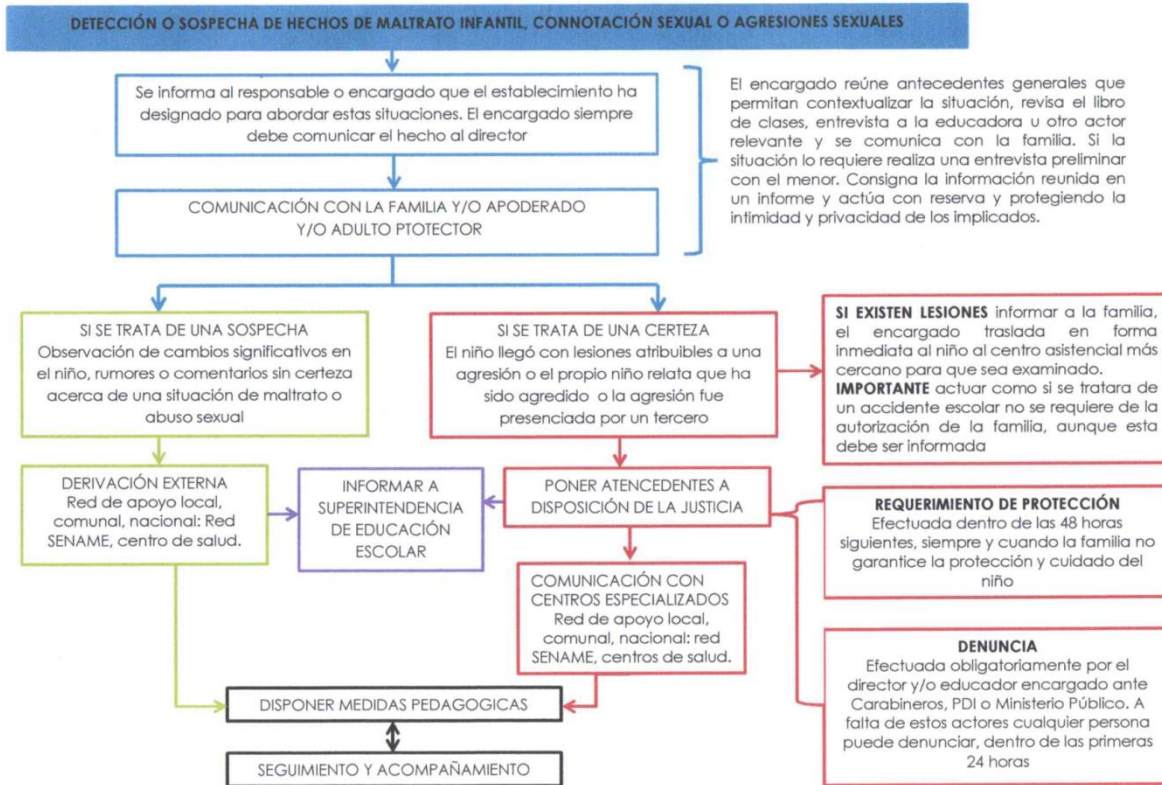 DETECCIÓN O SOSPECHA DE HECHOS DE MALTRATO INFANTIL, CONNOTACIÓN SEXUAL O AGRESIONES SEXUALES
Se informa al responsable o encargado que el establecimiento ha
designado para abordar estas situaciones. El encargado siempre
debe comunicar el hecho al director
El encargado reúne antecedentes generales que
permitan contextualizar la situación, revisa el libro
de clases, entrevista a la educadora u otro actor
relevante y se comunica con la familia. Si la
situación lo requiere realiza una entrevista preliminar
con el menor. Consigna la información reunida en
un informe y actúa con reserva y protegiendo la
intimidad y privacidad de los implicados.
COMUNICACIÓN CON LA FAMILIA Y/O APODERADO
Y/O ADULTO PTOTECTOR
SI SE TRATA DE UNA SOSPECHA
Observación de cambios significativos en
el niño, rumores o comentarios sin certeza
acerca de una situación de maltrato o
abuso sexual
SI SE TRATA DE UNA CERTEZA
El niño llegó con lesiones atribuibles a una
agresión o el propio niño relata que ha
sido agredido o la agresión fue
presenciada por un tercero
SI EXISTEN LESIONES informar a la familia,
el encargado traslada en forma
inmediata al niño al centro asistencial más
cercano para que sea examinado.
IMPORTANTE actuar como si se tratara de
un accidente escolar no se requiere de la
autorización de la familia, aunque esta
debe ser informada
DERIVACIÓN EXTERNA
Red de apoyo local,
comunal, nacional: Red
SENAME, centro de salud.
INFORMAR A
SUPERINTENDENCIA
DE EDUCACIÓN
ESCOLAR
PONER ATENCEDENTES A
DISPOSICIÓN DE LA JUSTICIA
REQUERIMIENTO DE PROTECCIÓN
Efectuada dentro de las 48 horas
siguientes, siempre y cuando la familia no
garantice la protección y cuidado del
niño
COMUNICACIÓN CON
CENTROS ESPECIALIZADOS
Red de apoyo local,
comunal, nacional: red
SENAME, centros de salud.
DENUNCIA
Efectuada obligatoriamente por el
director y/o educador encargado ante
Carabineros, PDI o Ministerio Público. A
falta de estos actores cualquier persona
puede denunciar, dentro de las primeras
24 horas
DISPONER MEDIDAS PEDAGOGICAS
SEGUIMIENTO Y ACOMPAÑAMIENTO